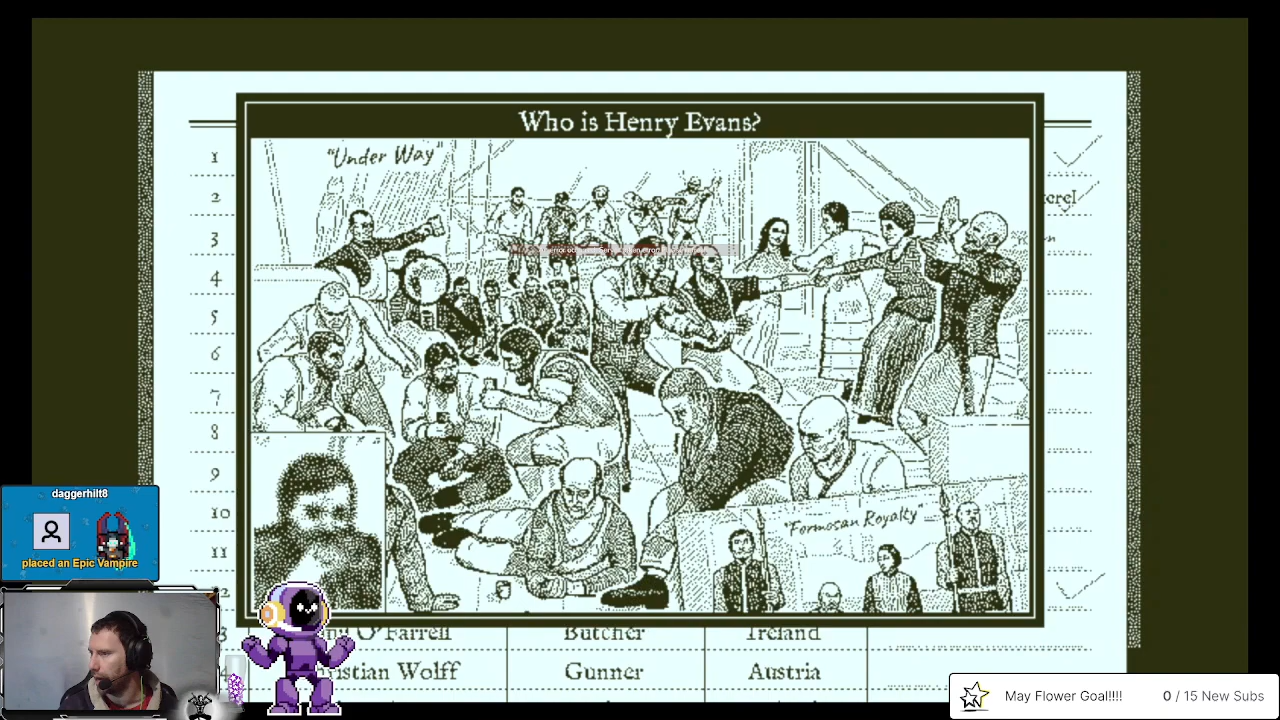 Who is Henry Evans?
"Under Way"
1
2
3
4
5
6
7
8
9
10
11
"Formosan Royalty"
O'Farrell Butcher Ireland
Wolff Gunner Austria
daggerhilt8
placed an Epic Vampire
May Flower Goal!!!! 0 / 15 New Subs